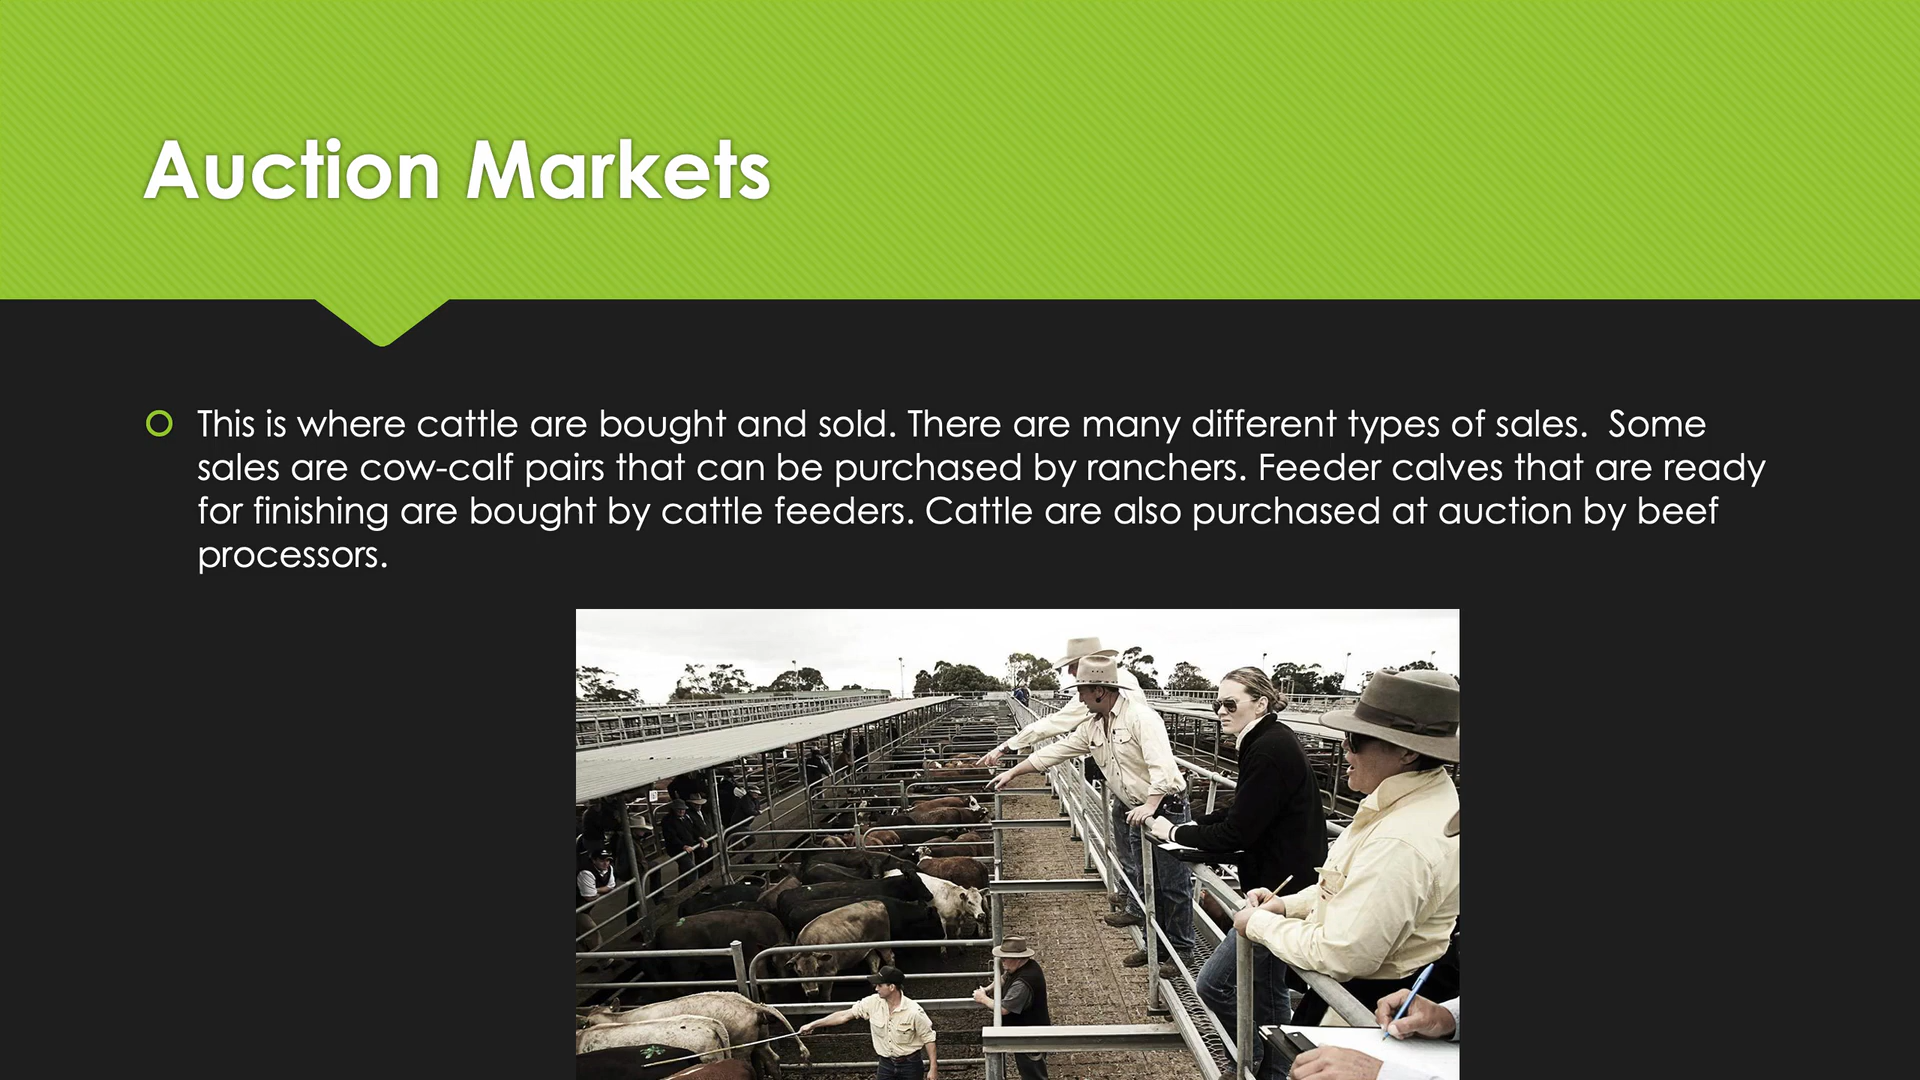 Auction Markets
This is where cattle are bought and sold. There are many different types of sales.  Some
sales are cow-calf pairs that can be purchased by ranchers. Feeder calves that are ready
for finishing are bought by cattle feeders. Cattle are also purchased at auction by beef
processors.